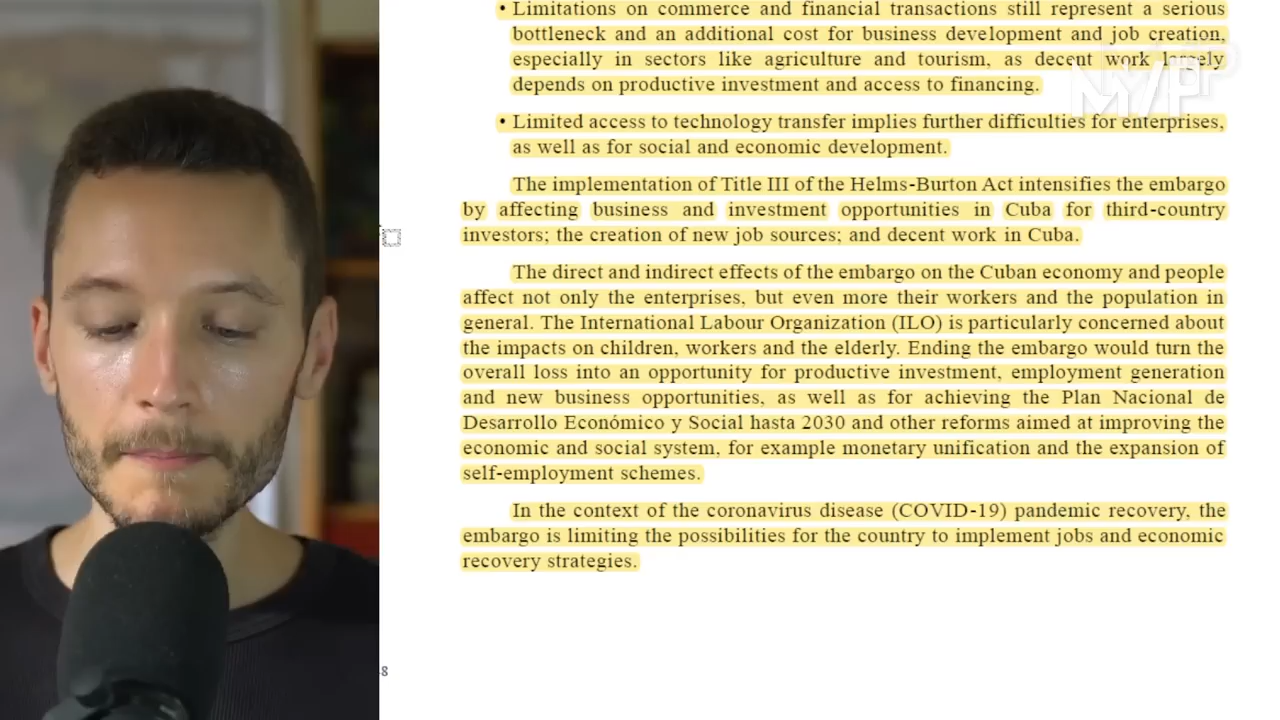 • Limitations on commerce and financial transactions still represent a serious
bottleneck and an additional cost for business development and job creation,
especially in sectors like agriculture and tourism, as decent work largely
depends on productive investment and access to financing.
MVP
• Limited access to technology transfer implies further difficulties for enterprises,
as well as for social and economic development.
The implementation of Title III of the Helms-Burton Act intensifies the embargo
by affecting business and investment opportunities in Cuba for third-country
investors; the creation of new job sources; and decent work in Cuba.
The direct and indirect effects of the embargo on the Cuban economy and people
affect not only the enterprises, but even more their workers and the population in
general. The International Labour Organization (ILO) is particularly concerned about
the impacts on children, workers and the elderly. Ending the embargo would turn the
overall loss into an opportunity for productive investment, employment generation
and new business opportunities, as well as for achieving the Plan Nacional de
Desarrollo Económico y Social hasta 2030 and other reforms aimed at improving the
economic and social system, for example monetary unification and the expansion of
self-employment schemes.
In the context of the coronavirus disease (COVID-19) pandemic recovery, the
embargo is limiting the possibilities for the country to implement jobs and economic
recovery strategies.
8